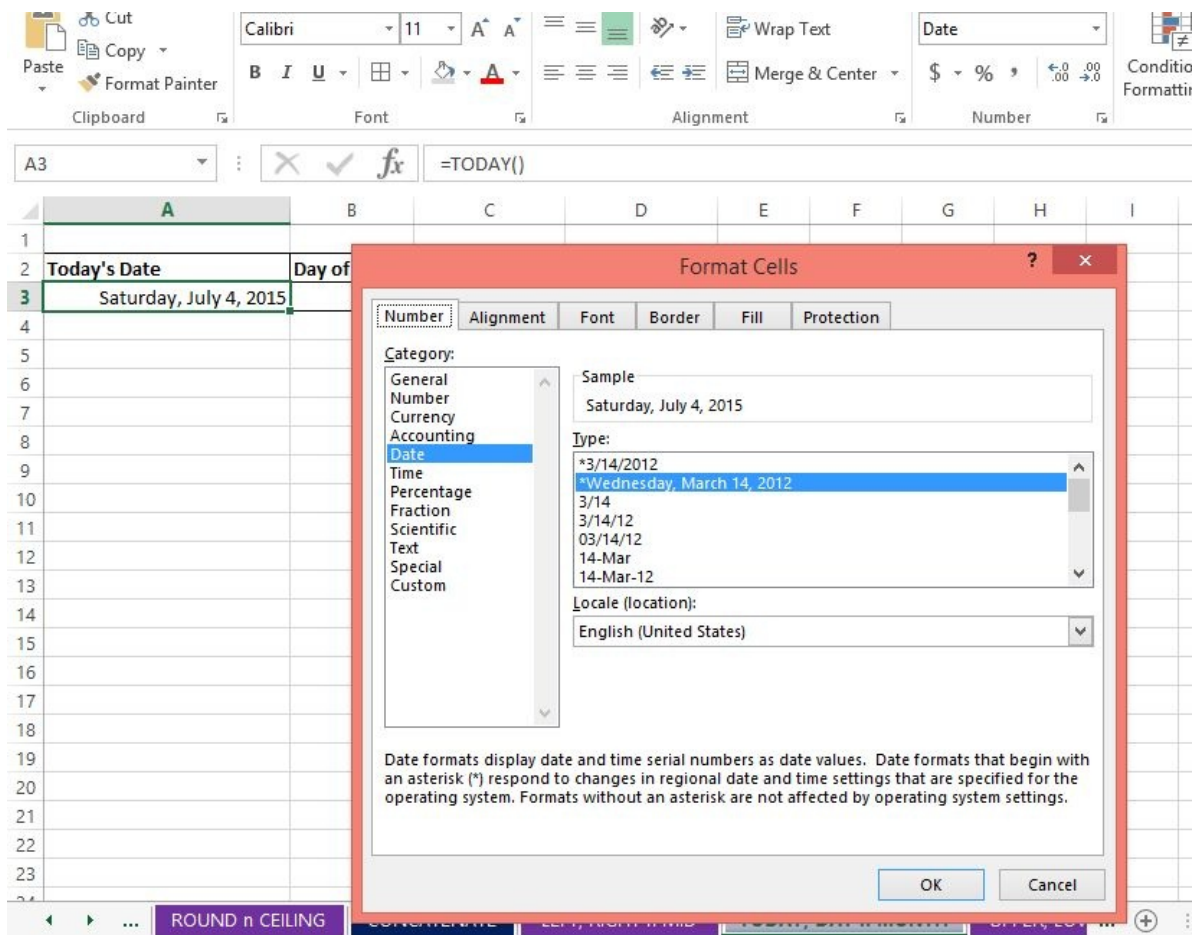 Cut
Calibri 11 A A Wrap Text Date
Copy
Paste
Format Painter B I U A Merge & Center $ % , Conditio
Formattin
Clipboard Font Alignment Number
A3 fx =TODAY()
A B C D E F G H I
1
2 Today's Date Day of
3 Saturday, July 4, 2015
4
5
6
7
8
9
10
11
12
13
14
15
16
17
18
19
20
21
22
23
Format Cells ?
Number Alignment Font Border Fill Protection
Category:
General
Number
Currency
Accounting
Date
Time
Percentage
Fraction
Scientific
Text
Special
Custom
Sample
Saturday, July 4, 2015
Type:
*3/14/2012
*Wednesday, March 14, 2012
3/14
3/14/12
03/14/12
14-Mar
14-Mar-12
Locale (location):
English (United States)
Date formats display date and time serial numbers as date values. Date formats that begin with
an asterisk (*) respond to changes in regional date and time settings that are specified for the
operating system. Formats without an asterisk are not affected by operating system settings.
OK Cancel
... ROUND n CEILING CONCATENATE ...